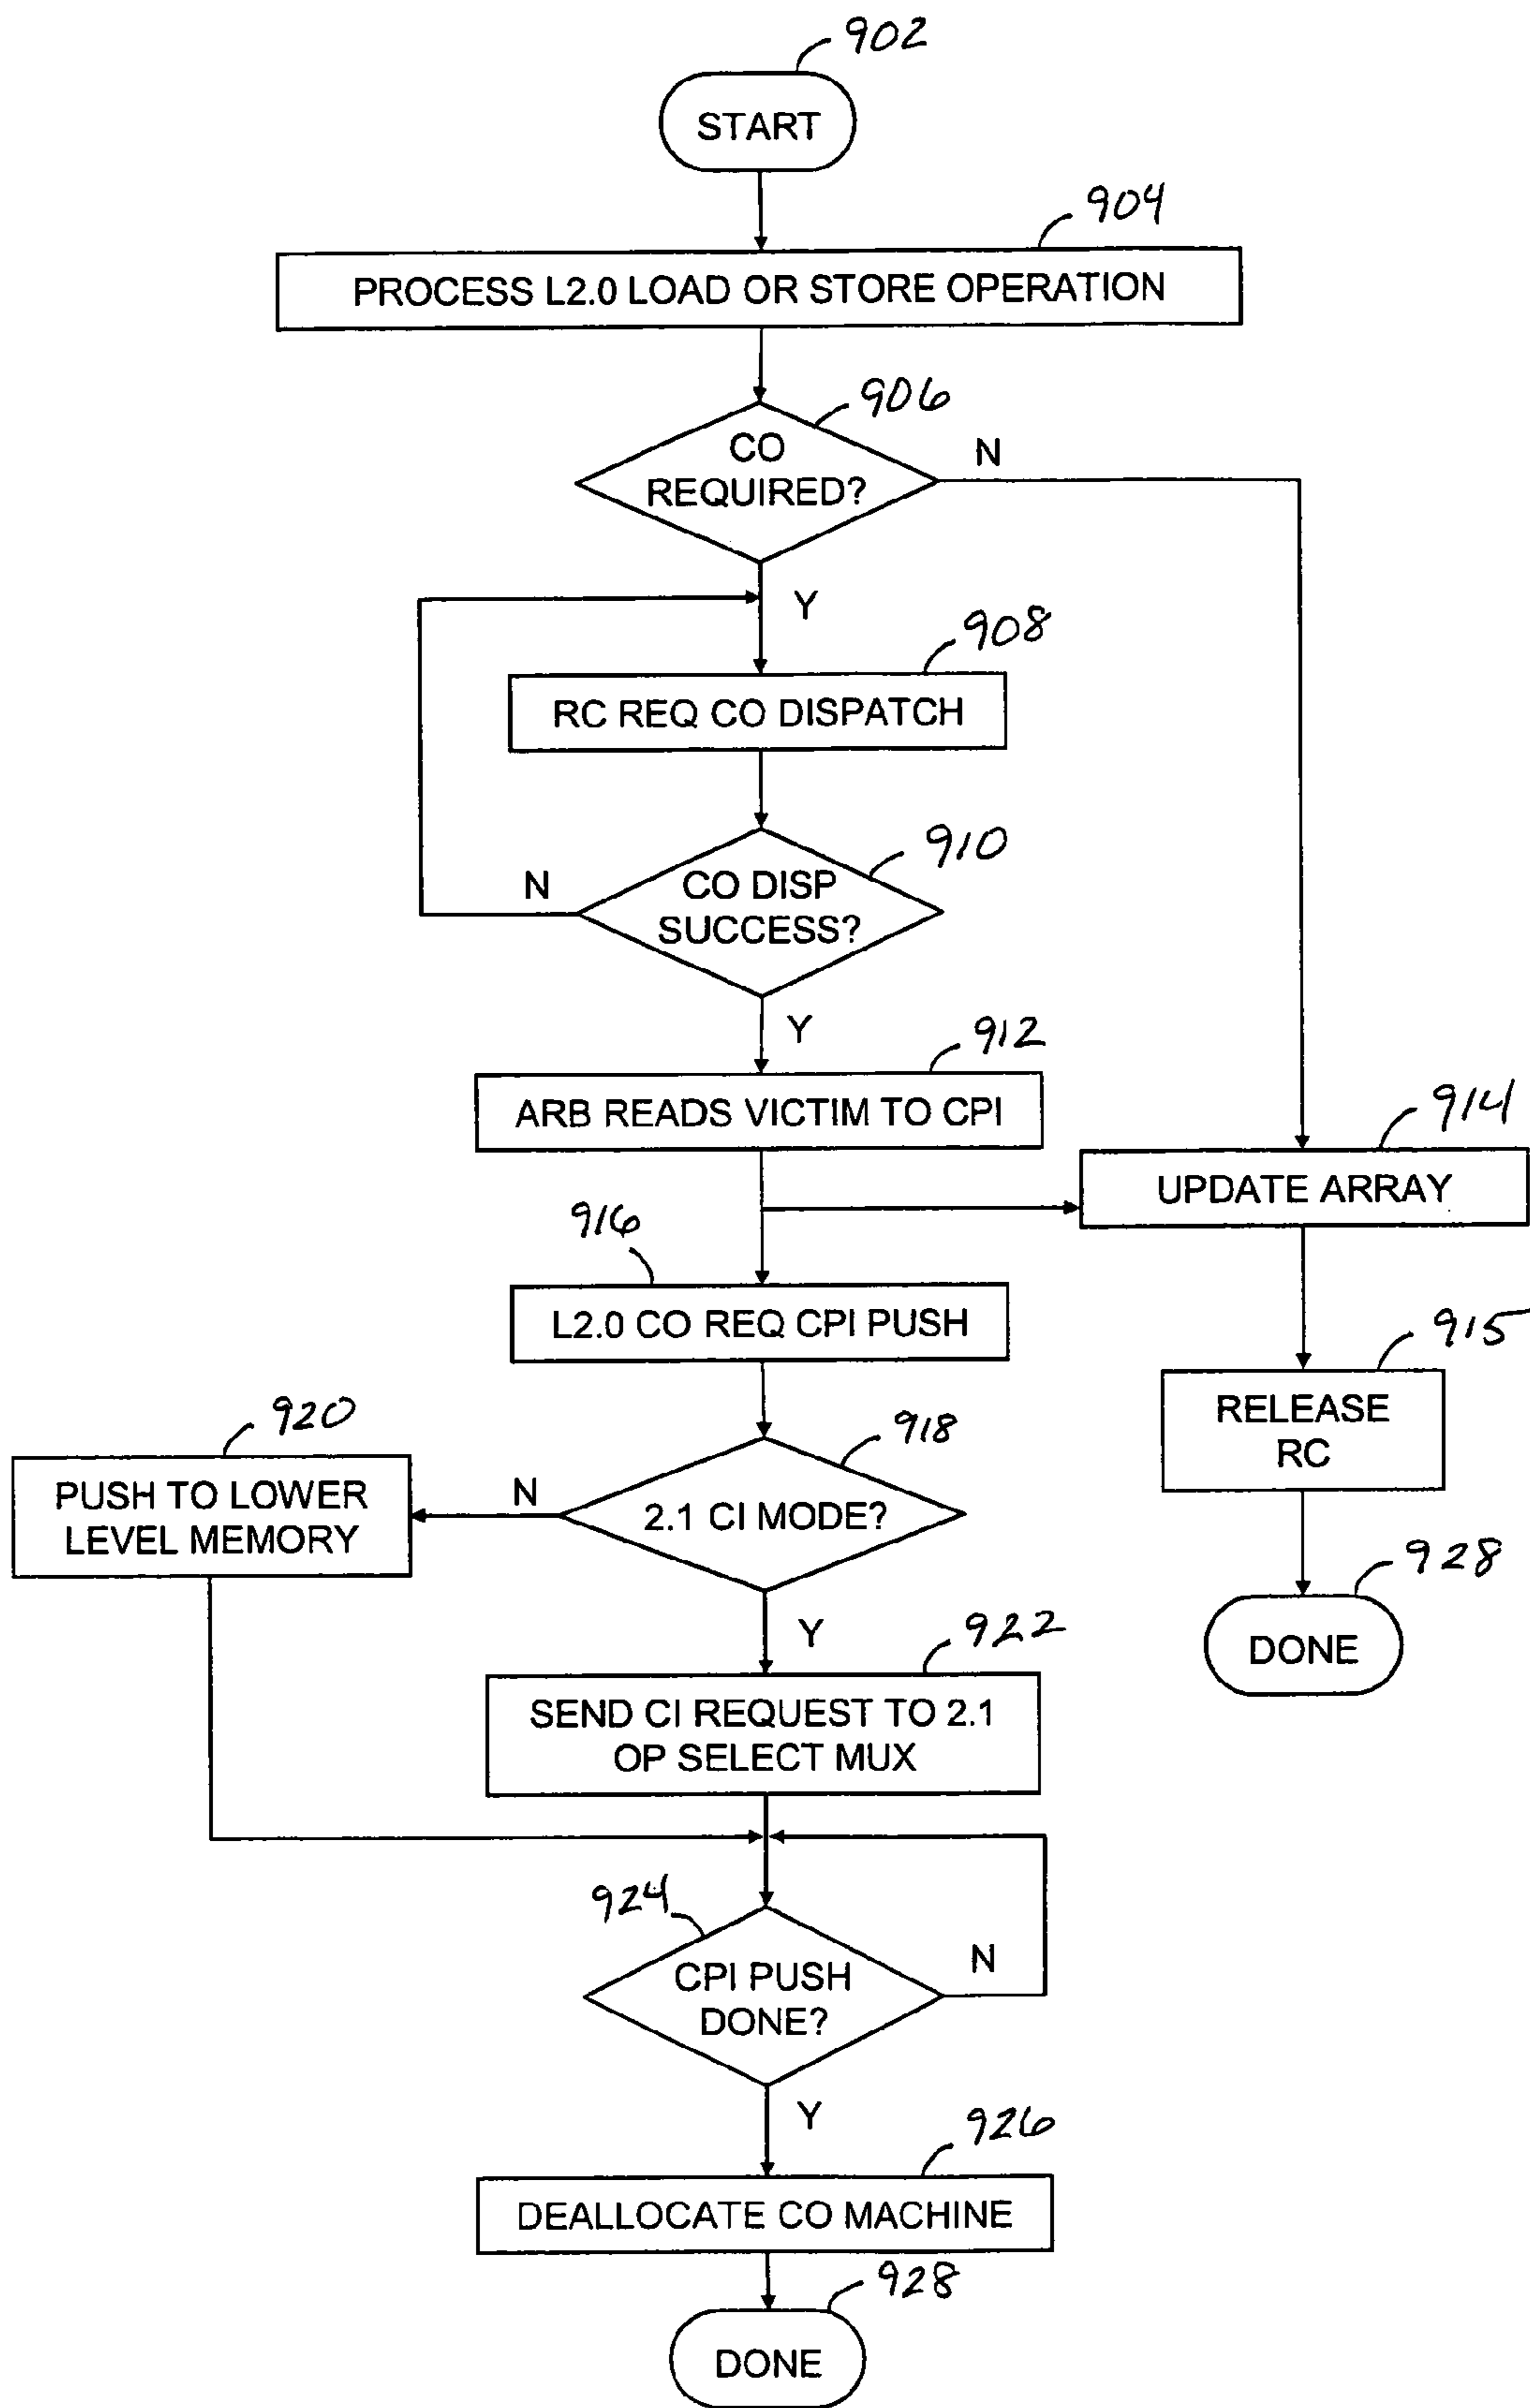 902
START
904
PROCESS L2.0 LOAD OR STORE OPERATION
906
CO
REQUIRED?
N
Y
908
RC REQ CO DISPATCH
910
CO DISP
SUCCESS?
N
Y
912
ARB READS VICTIM TO CPI
914
UPDATE ARRAY
916
L2.0 CO REQ CPI PUSH
915
RELEASE
RC
918
2.1 CI MODE?
N
920
PUSH TO LOWER
LEVEL MEMORY
928
DONE
Y
922
SEND CI REQUEST TO 2.1
OP SELECT MUX
924
CPI PUSH
DONE?
N
Y
926
DEALLOCATE CO MACHINE
928
DONE